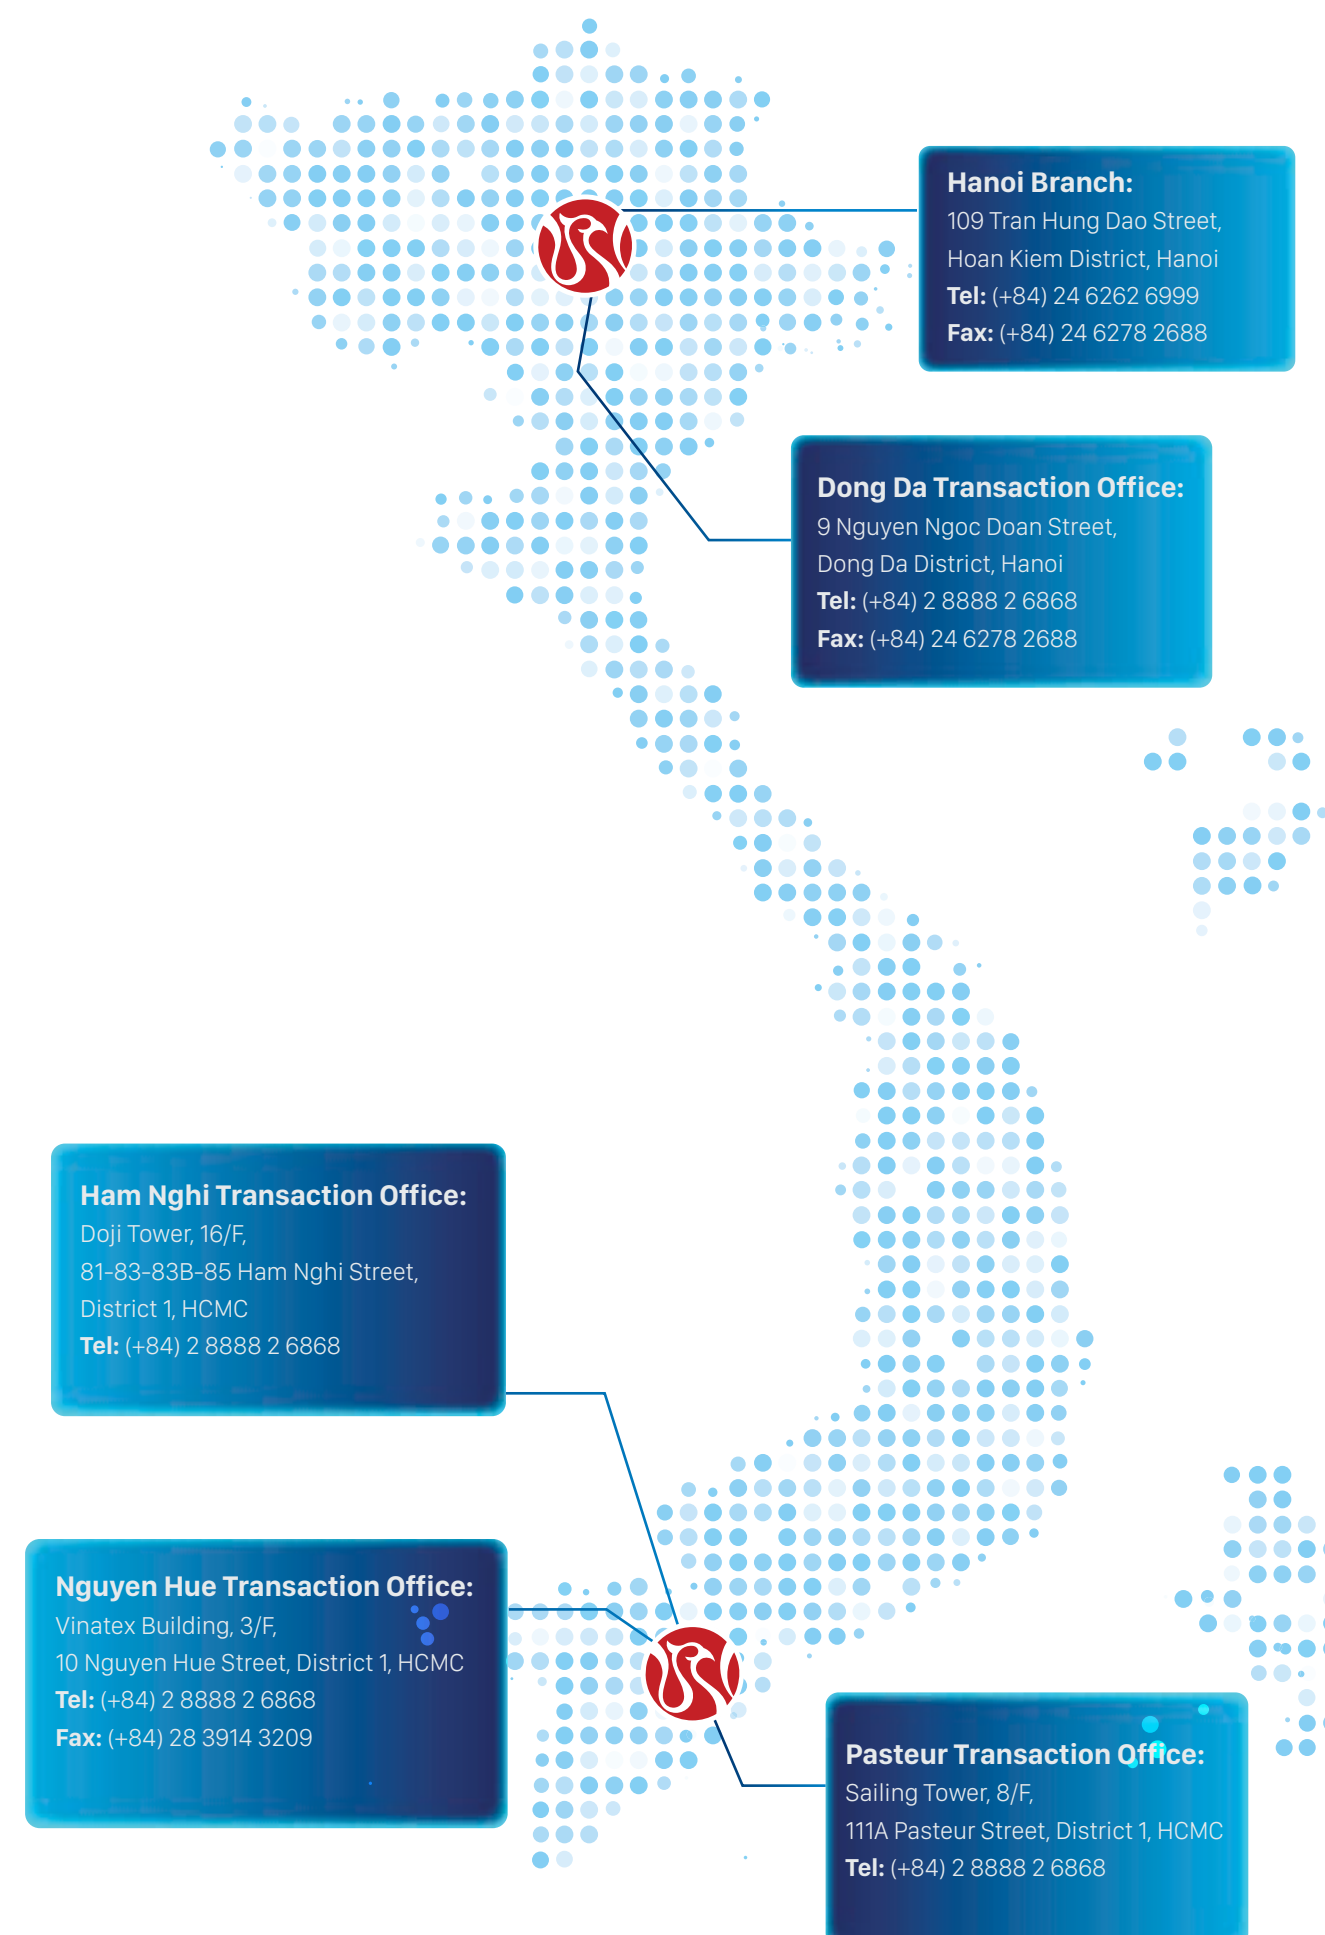 Hanoi Branch:
109 Tran Hung Dao Street,
Hoan Kiem District, Hanoi
Tel: (+84) 24 6262 6999
Fax: (+84) 24 6278 2688
Dong Da Transaction Office:
9 Nguyen Ngoc Doan Street,
Dong Da District, Hanoi
Tel: (+84) 2 8888 2 6868
Fax: (+84) 24 6278 2688
Ham Nghi Transaction Office:
Doji Tower, 16/F,
81-83-83B-85 Ham Nghi Street,
District 1, HCMC
Tel: (+84) 2 8888 2 6868
Nguyen Hue Transaction Office:
Vinatex Building, 3/F,
10 Nguyen Hue Street, District 1, HCMC
Tel: (+84) 2 8888 2 6868
Fax: (+84) 28 3914 3209
Pasteur Transaction Office:
Sailing Tower, 8/F,
111A Pasteur Street, District 1, HCMC
Tel: (+84) 2 8888 2 6868